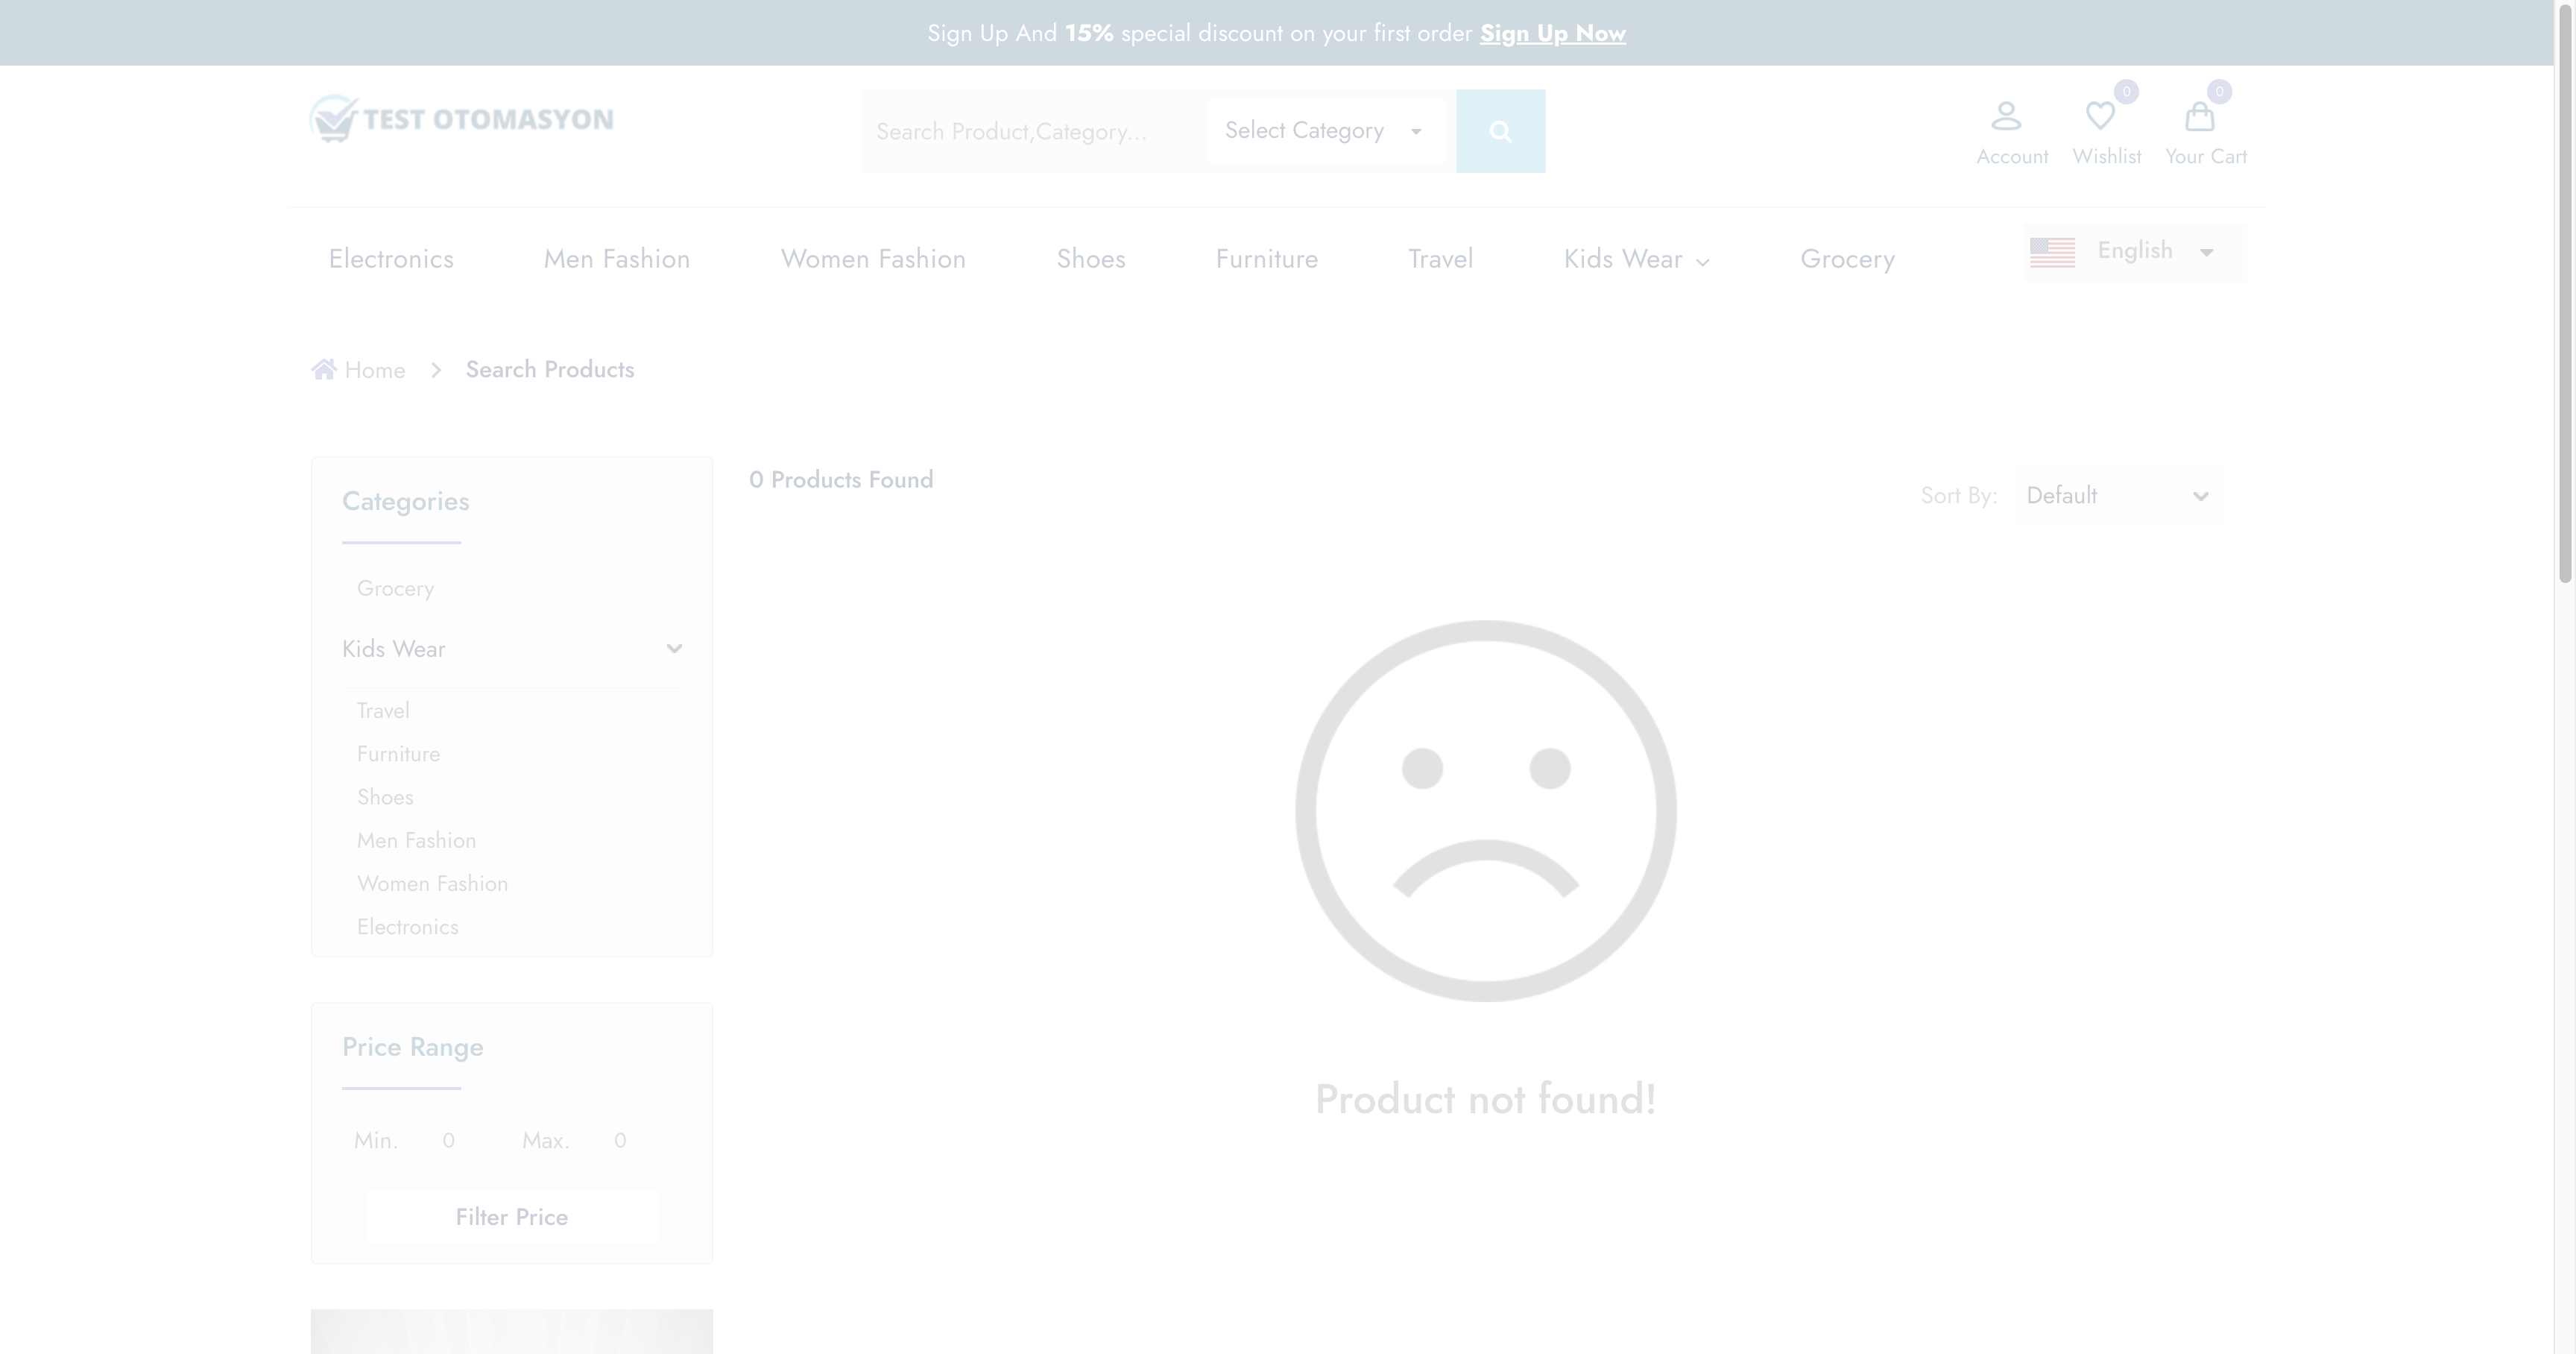 Sign Up And 15% special discount on your first order Sign Up Now
TEST OTOMASYON
Search Product,Category...
Select Category
0
0
Account
Wishlist
Your Cart
Electronics
Men Fashion
Women Fashion
Shoes
Furniture
Travel
Kids Wear
Grocery
English
Home
Search Products
Categories
Grocery
Kids Wear
Travel
Furniture
Shoes
Men Fashion
Women Fashion
Electronics
0 Products Found
Sort By:
Default
Product not found!
Price Range
Min. 0 Max. 0
Filter Price